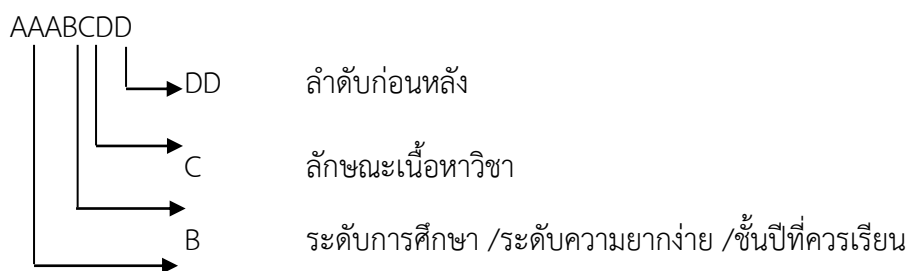 AAABCDD
DD ลำดับก่อนหลัง
C ลักษณะเนื้อหาวิชา
B ระดับการศึกษา /ระดับความยากง่าย /ชั้นปีที่ควรเรียน